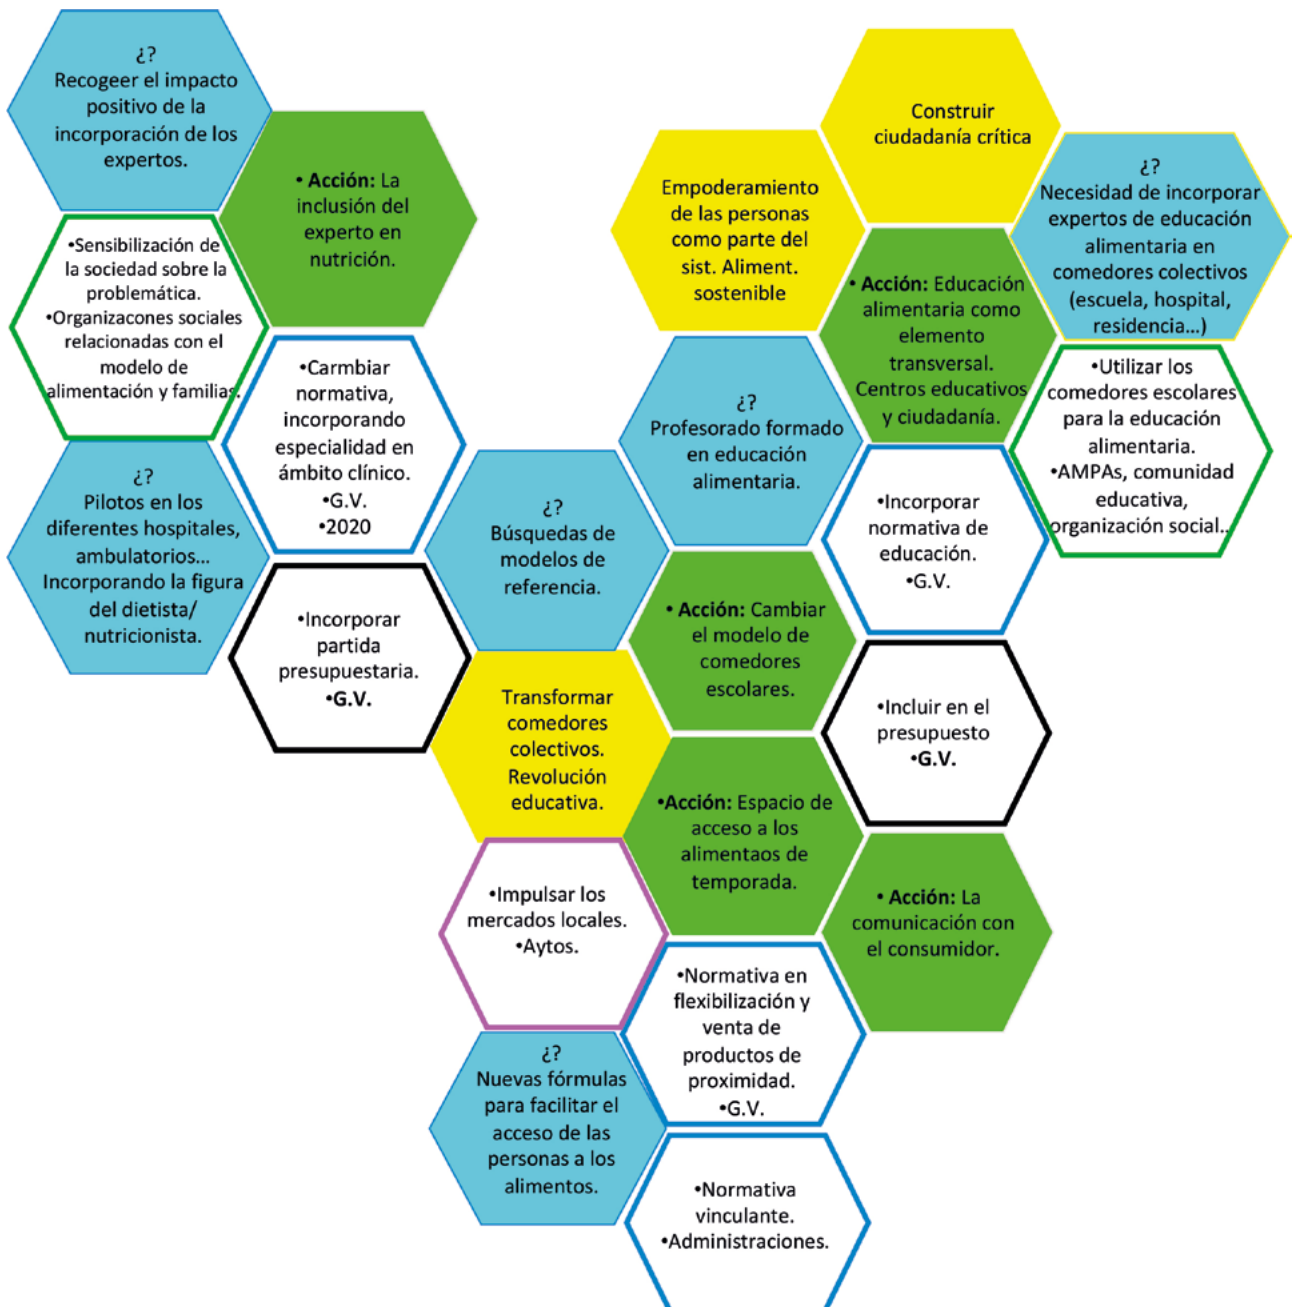 ¿?
Recogeer el impacto
positivo de la
incorporación de los
expertos.
• Acción: La
inclusión del
experto en
nutrición.
•Sensibilización de
la sociedad sobre la
problemática.
•Organizacones sociales
relacionadas con el
modelo de
alimentación y familias.
•Carmbiar
normativa,
incorporando
especialidad en
ámbito clínico.
•G.V.
•2020
¿?
Pilotos en los
diferentes hospitales,
ambulatorios...
Incorporando la figura
del dietista/
nutricionista.
•Incorporar
partida
presupuestaria.
•G.V.
¿?
Búsquedas de
modelos de
referencia.
Transformar
comedores
colectivos.
Revolución
educativa.
•Impulsar los
mercados locales.
•Aytos.
¿?
Nuevas fórmulas
para facilitar el
acceso de las
personas a los
alimentos.
Construir
ciudadanía crítica
Empoderamiento
de las personas
como parte del
sist. Aliment.
sostenible
¿?
Necesidad de incorporar
expertos de educación
alimentaria en
comedores colectivos
(escuela, hospital,
residencia...)
• Acción: Educación
alimentaria como
elemento
transversal.
Centros educativos
y ciudadanía.
¿?
Profesorado formado
en educación
alimentaria.
•Utilizar los
comedores escolares
para la educación
alimentaria.
•AMPAs, comunidad
educativa,
organización social..
•Incorporar
normativa de
educación.
•G.V.
• Acción: Cambiar
el modelo de
comedores
escolares.
•Incluir en el
presupuesto
•G.V.
•Acción: Espacio de
acceso a los
alimentaos de
temporada.
• Acción: La
comunicación con
el consumidor.
•Normativa en
flexibilización y
venta de
productos de
proximidad.
•G.V.
•Normativa
vinculante.
•Administraciones.